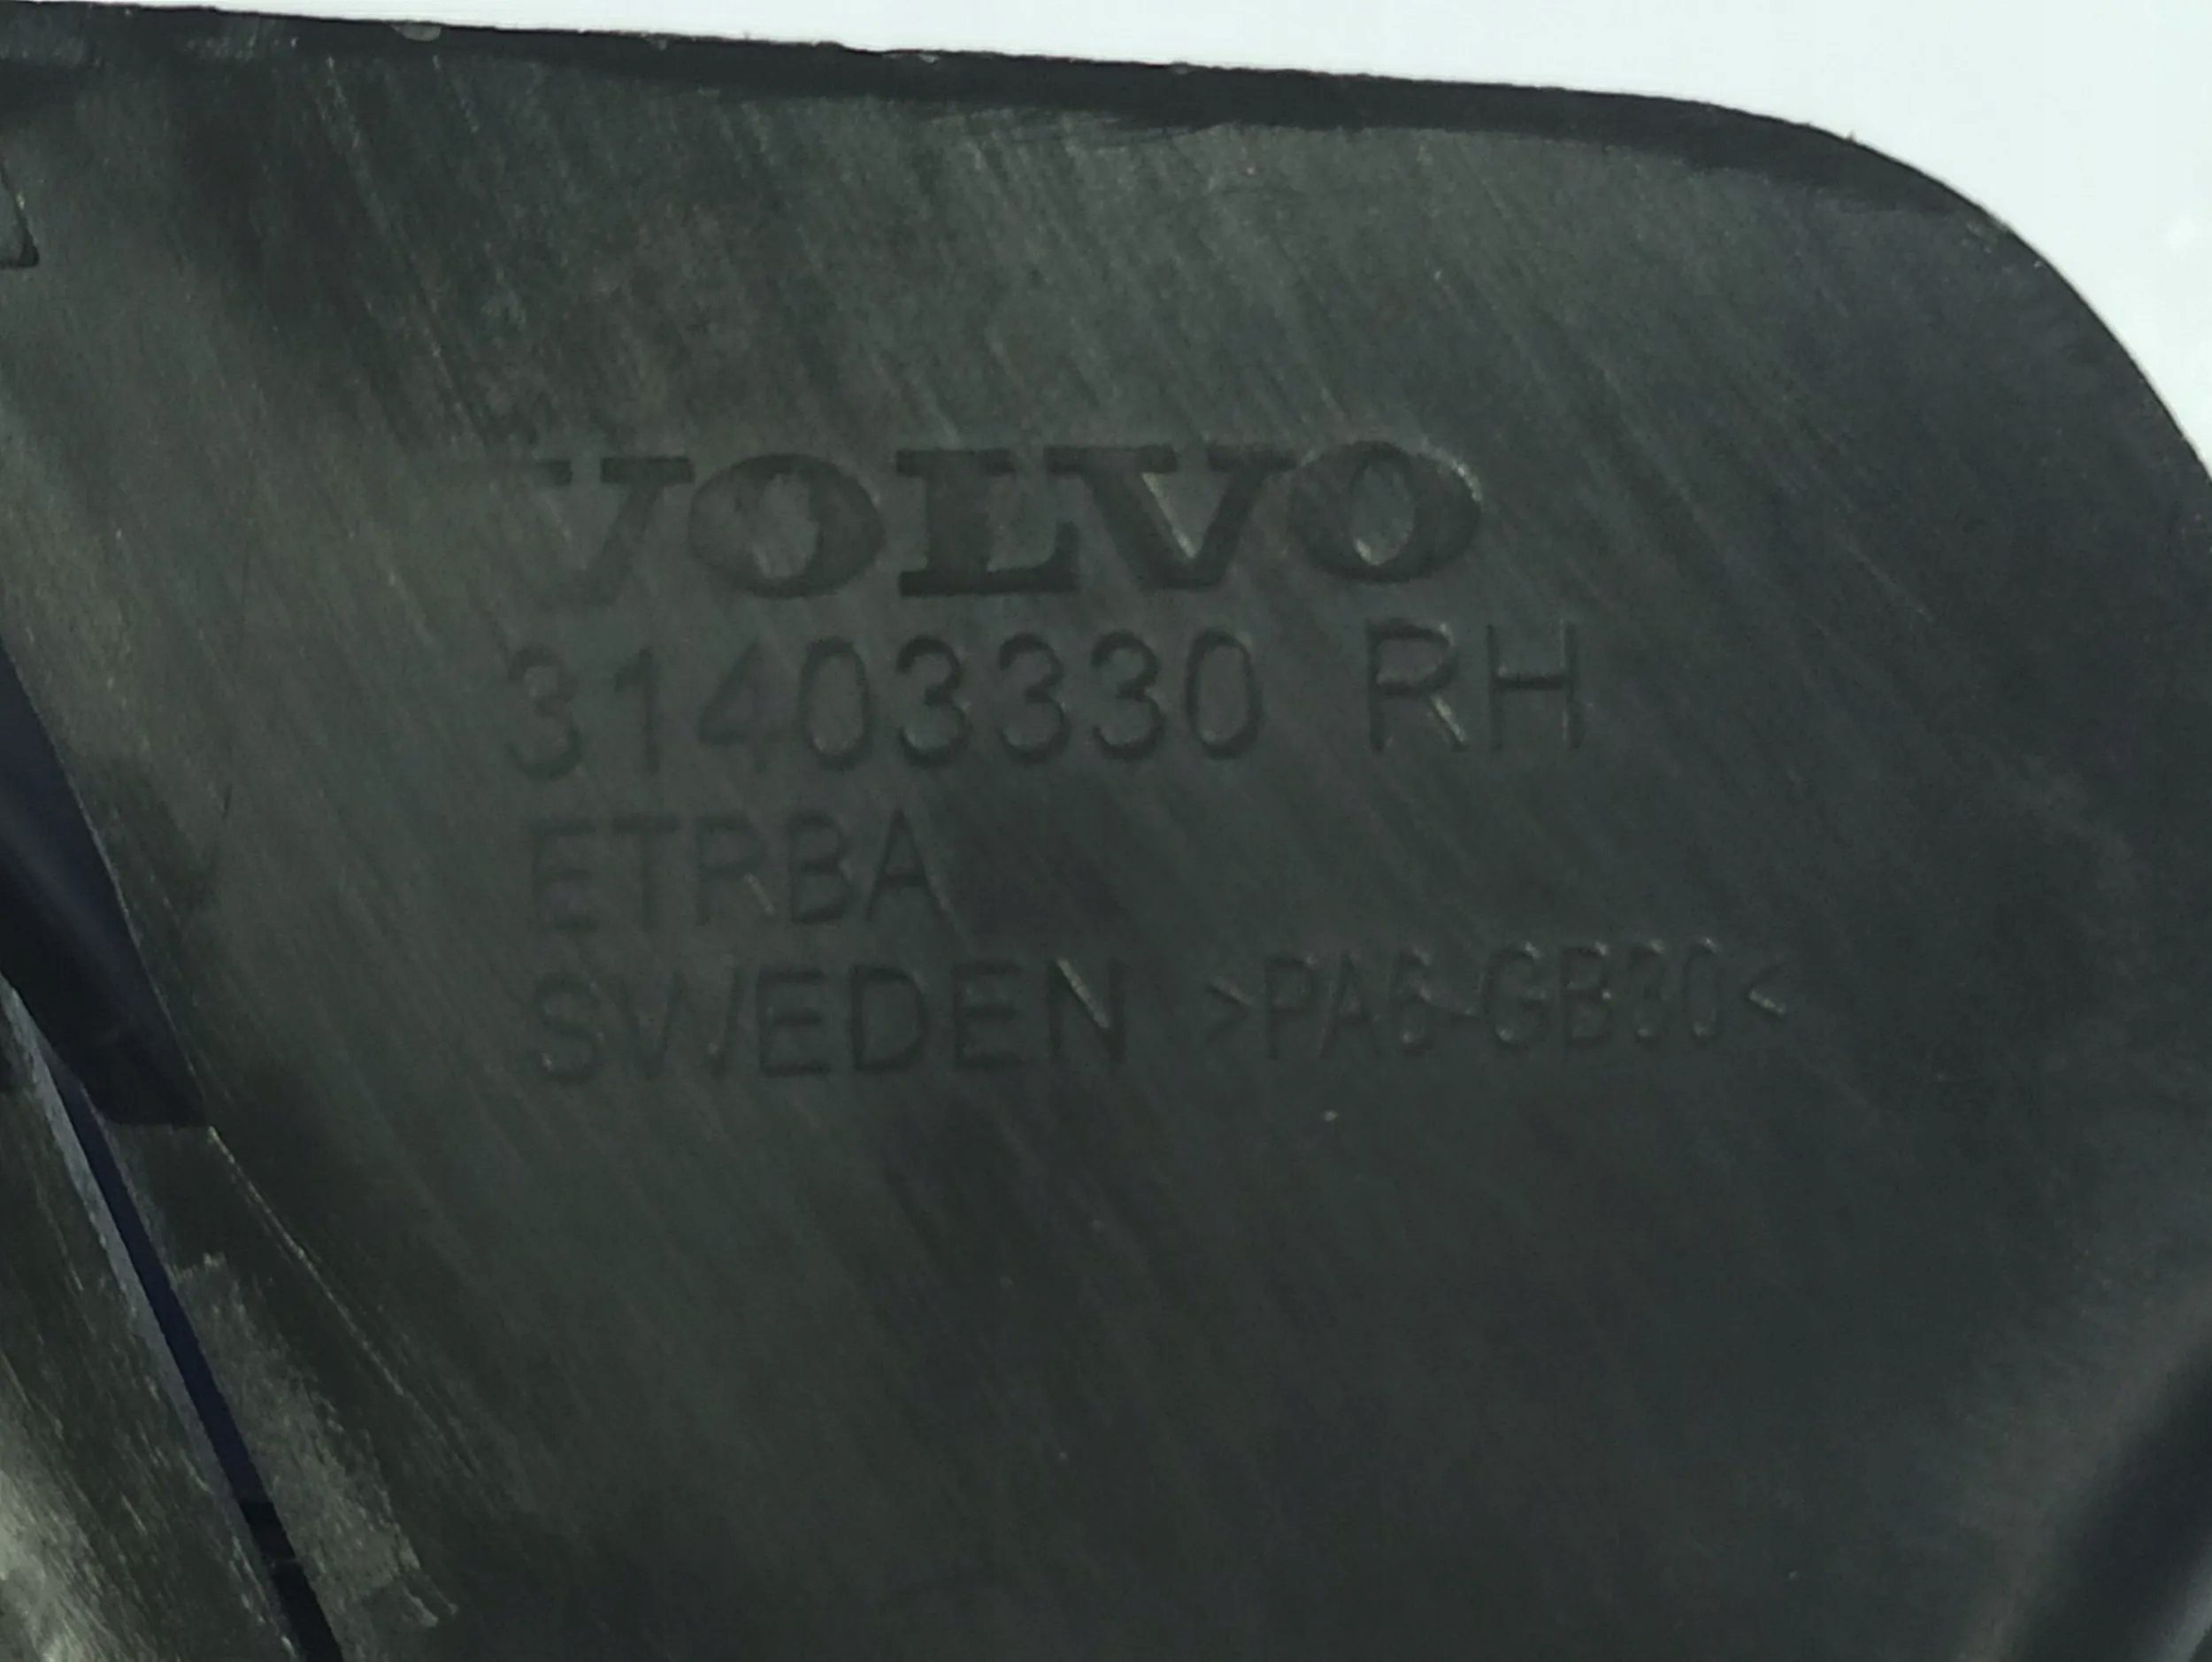 VOLVO
31403330 RH
ETRBA
SWEDEN >PA6-GB30<